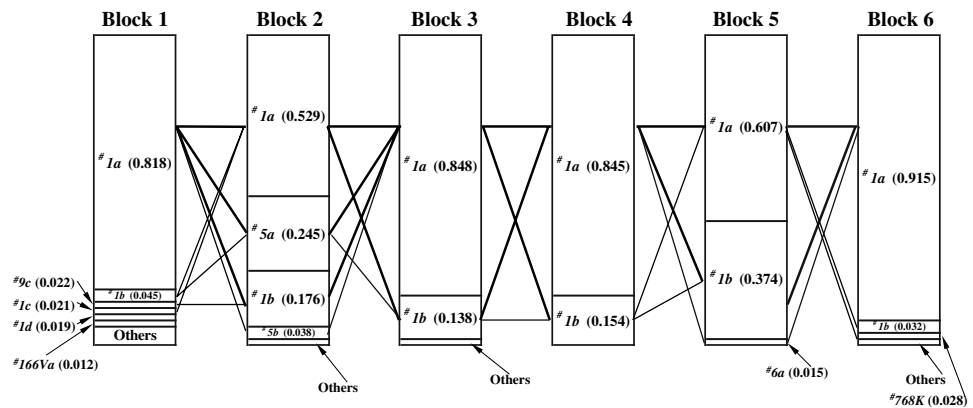 Block 1 Block 2 Block 3 Block 4 Block 5 Block 6
#1a (0.529) #1a (0.607)
#1a (0.818) #1a (0.848) #1a (0.845) #1a (0.915)
#5a (0.245)
#9c (0.022) #1b (0.045) #1b (0.176) #1b (0.374)
#1c (0.021)
#1d (0.019) #1b (0.138) #1b (0.154)
Others #5b (0.038) #1b (0.032)
#166Va (0.012) #6a (0.015) Others
Others Others #768K (0.028)